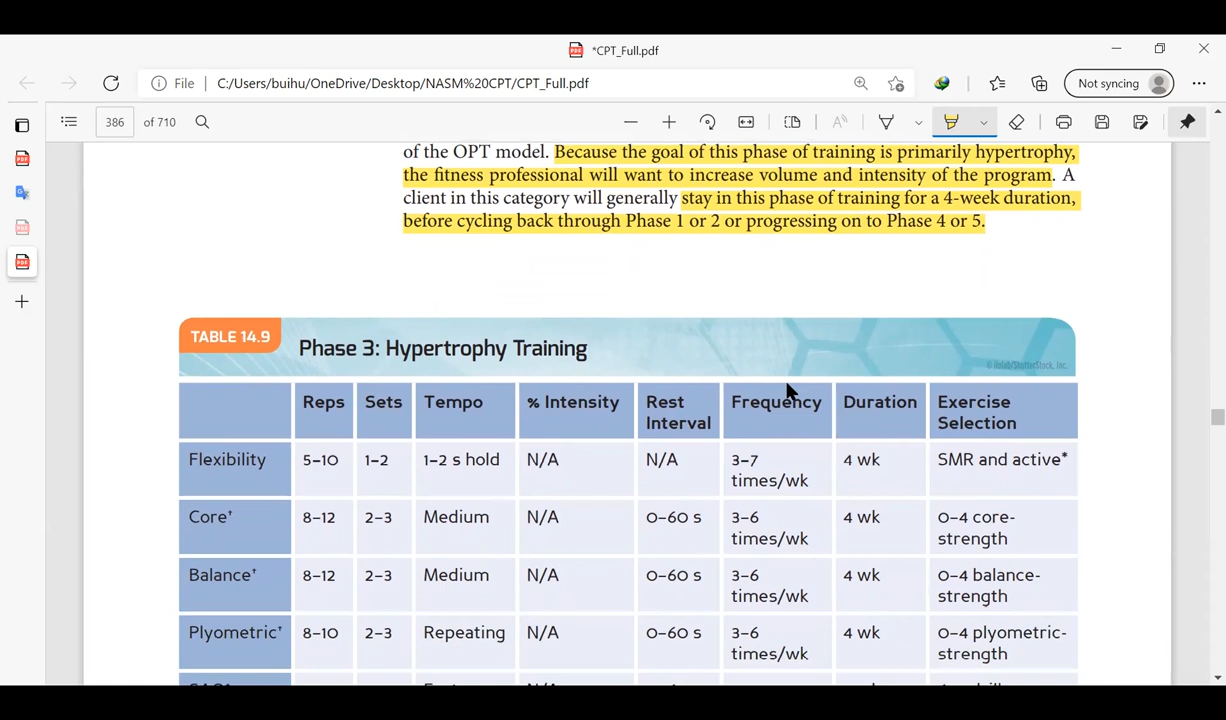 *CPT_Full.pdf
File
C:/Users/buihu/OneDrive/Desktop/NASM%20CPT/CPT_Full.pdf
Not syncing
386 of 710
of the OPT model. Because the goal of this phase of training is primarily hypertrophy,
the fitness professional will want to increase volume and intensity of the program. A
client in this category will generally stay in this phase of training for a 4-week duration,
before cycling back through Phase 1 or 2 or progressing on to Phase 4 or 5.
TABLE 14.9
Phase 3: Hypertrophy Training
© ilolab/ShutterStock, Inc.
Reps Sets Tempo % Intensity Rest Interval Frequency Duration Exercise Selection
Flexibility 5–10 1–2 1–2 s hold N/A N/A 3–7 times/wk 4 wk SMR and active*
Core† 8–12 2–3 Medium N/A 0–60 s 3–6 times/wk 4 wk 0–4 core-strength
Balance† 8–12 2–3 Medium N/A 0–60 s 3–6 times/wk 4 wk 0–4 balance-strength
Plyometric† 8–10 2–3 Repeating N/A 0–60 s 3–6 times/wk 4 wk 0–4 plyometric-strength